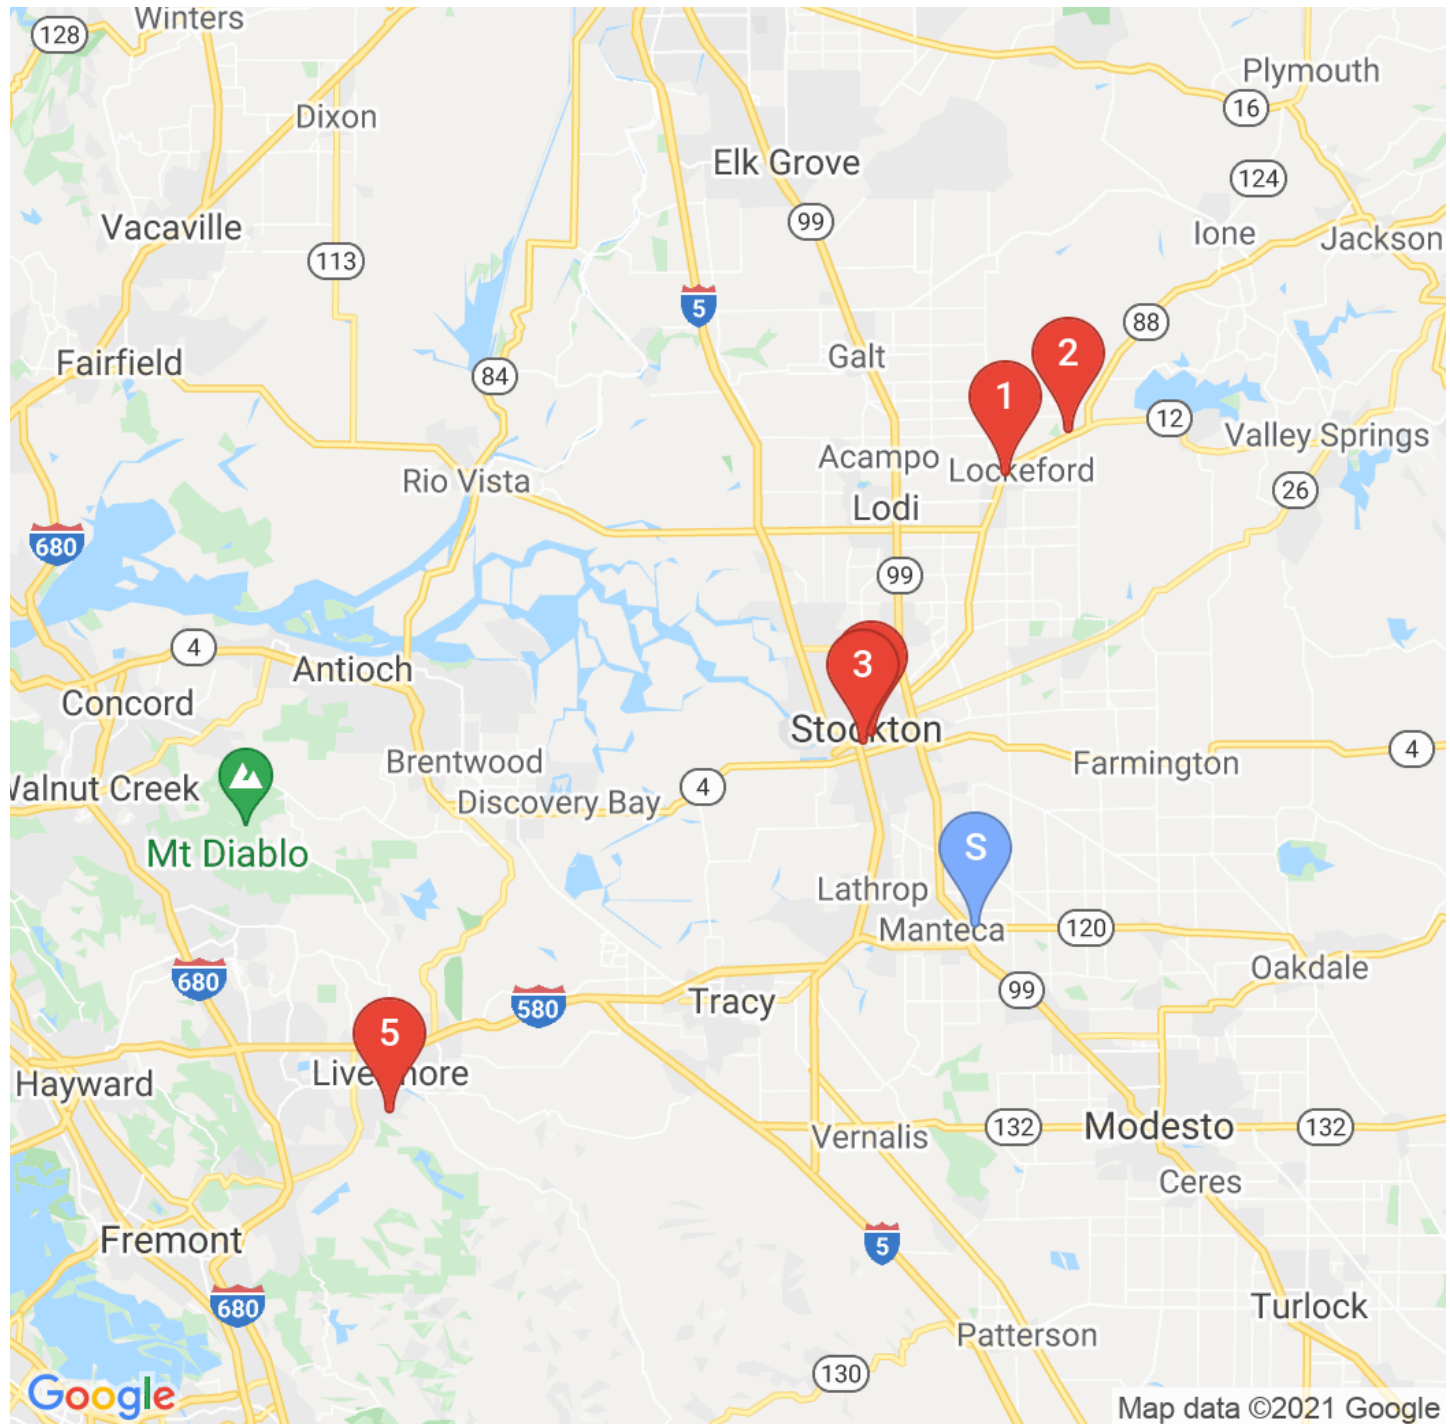 Winters
128
Plymouth
16
Dixon
Elk Grove
124
Vacaville
99
Ione
Jackson
113
5
88
2
Galt
Fairfield
84
1
12
Valley Springs
Acampo
Lockeford
Rio Vista
26
Lodi
680
99
4
Antioch
3
Concord
Stockton
4
Brentwood
Farmington
Walnut Creek
4
Discovery Bay
Mt Diablo
S
Lathrop
Manteca
120
Oakdale
680
99
580
Tracy
5
Livermore
Hayward
Modesto
132
132
Vernalis
Ceres
Fremont
5
680
Turlock
Patterson
130
Google
Map data ©2021 Google